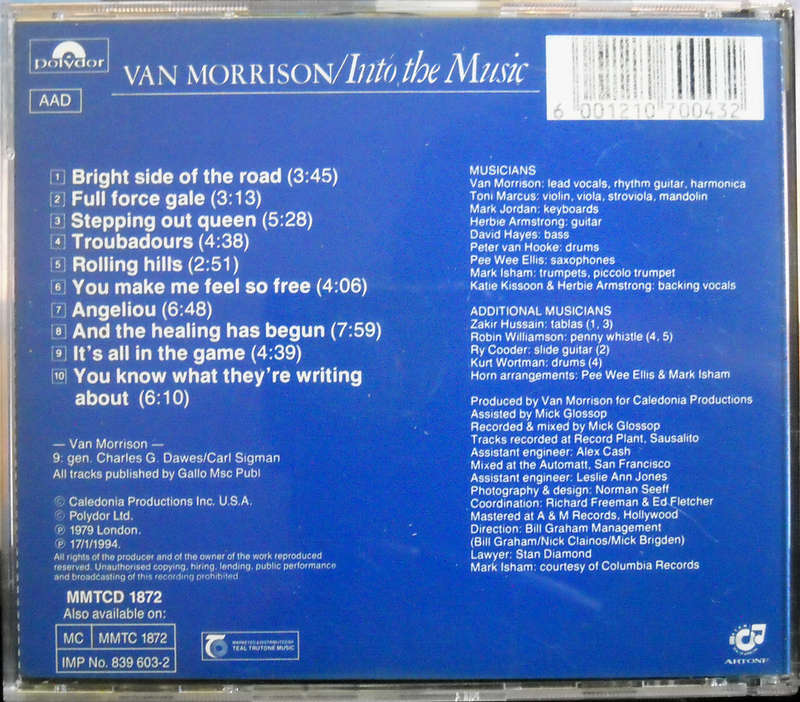 polydor
AAD
VAN MORRISON/Into the Music
6 001210 700432
1 Bright side of the road (3:45)
2 Full force gale (3:13)
3 Stepping out queen (5:28)
4 Troubadours (4:38)
5 Rolling hills (2:51)
6 You make me feel so free (4:06)
7 Angeliou (6:48)
8 And the healing has begun (7:59)
9 It's all in the game (4:39)
10 You know what they're writing
about (6:10)
— Van Morrison —
9: gen. Charles G. Dawes/Carl Sigman
All tracks published by Gallo Msc Publ
© Caledonia Productions Inc. U.S.A.
© Polydor Ltd.
℗ 1979 London.
℗ 17/1/1994.
All rights of the producer and of the owner of the work reproduced
reserved. Unauthorised copying, hiring, lending, public performance
and broadcasting of this recording prohibited.
MMTCD 1872
Also available on:
MC MMTC 1872
IMP No. 839 603-2
MARKETED & DISTRIBUTED BY
TEAL TRUTONE MUSIC
MUSICIANS
Van Morrison: lead vocals, rhythm guitar, harmonica
Toni Marcus: violin, viola, stroviola, mandolin
Mark Jordan: keyboards
Herbie Armstrong: guitar
David Hayes: bass
Peter van Hooke: drums
Pee Wee Ellis: saxophones
Mark Isham: trumpets, piccolo trumpet
Katie Kissoon & Herbie Armstrong: backing vocals
ADDITIONAL MUSICIANS
Zakir Hussain: tablas (1, 3)
Robin Williamson: penny whistle (4, 5)
Ry Cooder: slide guitar (2)
Kurt Wortman: drums (4)
Horn arrangements: Pee Wee Ellis & Mark Isham
Produced by Van Morrison for Caledonia Productions
Assisted by Mick Glossop
Recorded & mixed by Mick Glossop
Tracks recorded at Record Plant, Sausalito
Assistant engineer: Alex Cash
Mixed at the Automatt, San Francisco
Assistant engineer: Leslie Ann Jones
Photography & design: Norman Seeff
Coordination: Richard Freeman & Ed Fletcher
Mastered at A & M Records, Hollywood
Direction: Bill Graham Management
(Bill Graham/Nick Clainos/Mick Brigden)
Lawyer: Stan Diamond
Mark Isham: courtesy of Columbia Records
ARTONE